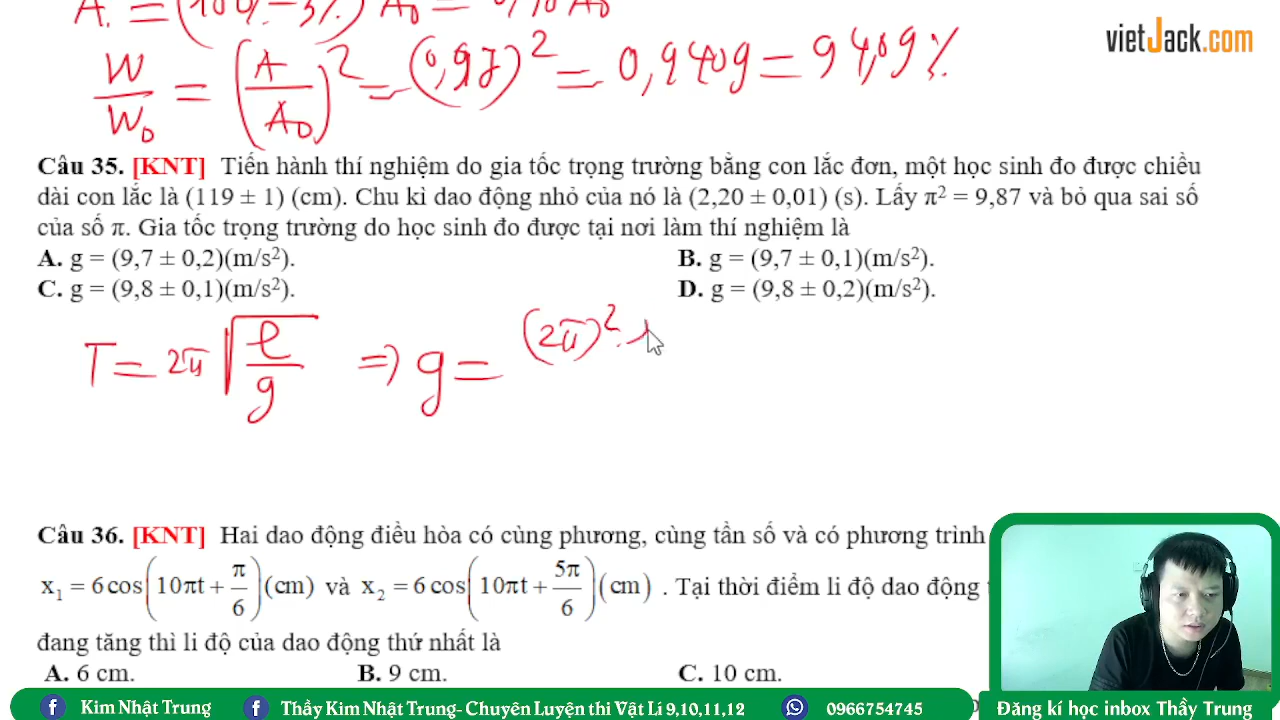 A = (100% - 3%) A₀ = 0,98 A₀
vietJack.com
W/W₀ = (A/A₀)² = (0,97)² = 0,9409 = 94,09%
Câu 35. [KNT] Tiến hành thí nghiệm do gia tốc trọng trường bằng con lắc đơn, một học sinh đo được chiều
dài con lắc là (119 ± 1) (cm). Chu kì dao động nhỏ của nó là (2,20 ± 0,01) (s). Lấy π² = 9,87 và bỏ qua sai số
của số π. Gia tốc trọng trường do học sinh đo được tại nơi làm thí nghiệm là
A. g = (9,7 ± 0,2)(m/s²). B. g = (9,7 ± 0,1)(m/s²).
C. g = (9,8 ± 0,1)(m/s²). D. g = (9,8 ± 0,2)(m/s²).
T = 2π √(l/g) => g = (2π)².
Câu 36. [KNT] Hai dao động điều hòa có cùng phương, cùng tần số và có phương trình
x₁ = 6cos(10πt + π/6)(cm) và x₂ = 6cos(10πt + 5π/6)(cm). Tại thời điểm li độ dao động
đang tăng thì li độ của dao động thứ nhất là
A. 6 cm. B. 9 cm. C. 10 cm.
Kim Nhật Trung Thầy Kim Nhật Trung- Chuyên Luyện thi Vật Lí 9,10,11,12 0966754745 Đăng kí học inbox Thầy Trung